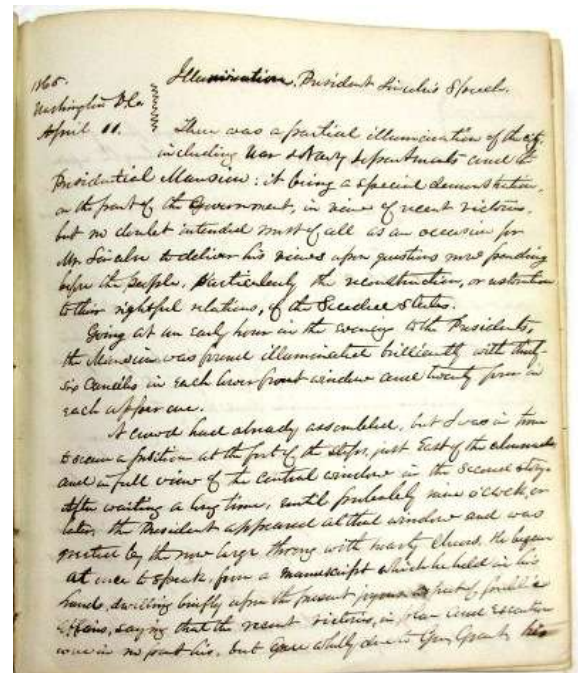 1865.
Washington D.C.
April 11.
Illumination. President Lincoln's Speech.
There was a partial illumination of the city,
including War & Navy Departments and the
Presidential Mansion: it being a special demonstration,
on the part of the Government, in view of recent victories,
but no doubt intended most of all as an occasion for
Mr. Lincoln to deliver his views upon questions now pending
before the people, particularly the reconstruction, or restoration
to their rightful relations, of the Seceded States.
Going at an early hour in the evening to the Presidents,
the Mansion was found illuminated brilliantly with thirty-
six candles in each lower front window and twenty four in
each upper one.
A crowd had already assembled, but I was in time
to secure a position at the foot of the steps, just East of the
and in full view of the central window in the second story.
After waiting a long time, until probably nine o'clock, or
later, the President appeared at that window and was
greeted by the now large throng with hearty cheers. He began
at once to speak, from a manuscript which he held in his
hand, dwelling briefly upon the present aspect of public
affairs, saying that the recent victories, in plan and execution
were in no part his, but were wholly due to Gen. Grant, his